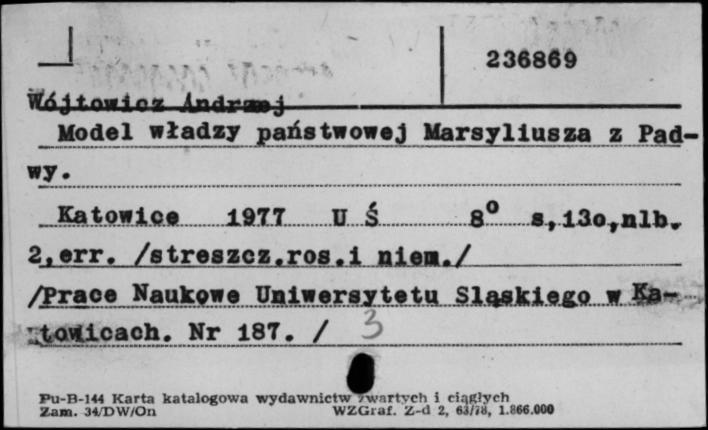 236869
Wójtowicz Andrzej
Model władzy państwowej Marsyliusza z Pad-
wy.
Katowice 1977 U Ś 8° s,13o,nlb.
2,err. /streszcz.ros.i niem./
/Prace Naukowe Uniwersytetu Sląskiego w Ka-
towicach. Nr 187. / 3
Pu-B-144 Karta katalogowa wydawnictw zwartych i ciągłych
Zam. 34/DW/On WZGraf. Z-d 2, 63/78, 1.866.000